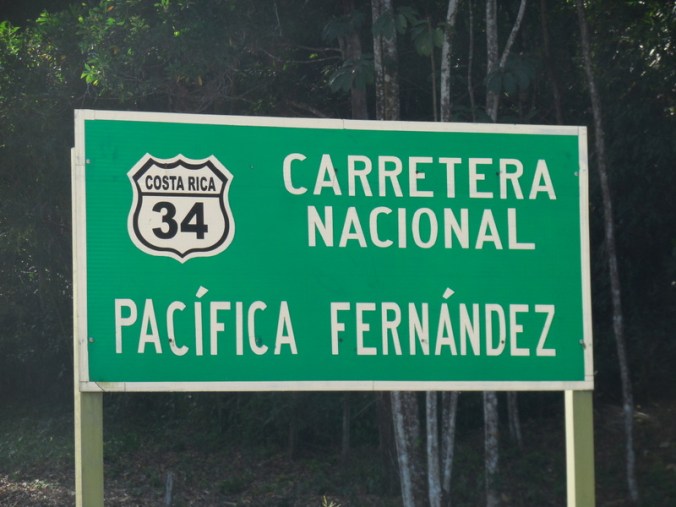 COSTA RICA
34
CARRETERA
NACIONAL
PACÍFICA FERNÁNDEZ